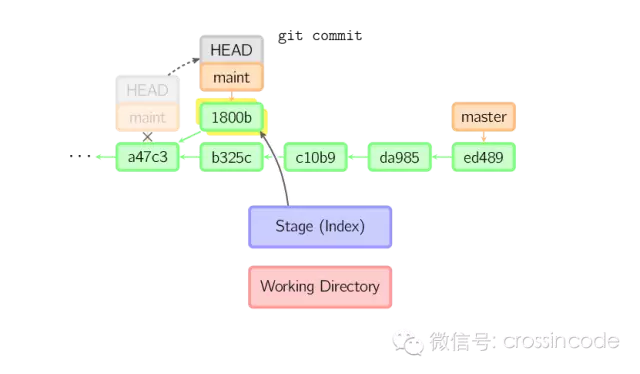 git commit
HEAD
maint
HEAD
maint
1800b
master
... a47c3 b325c c10b9 da985 ed489
Stage (Index)
Working Directory
微信号: crossincode